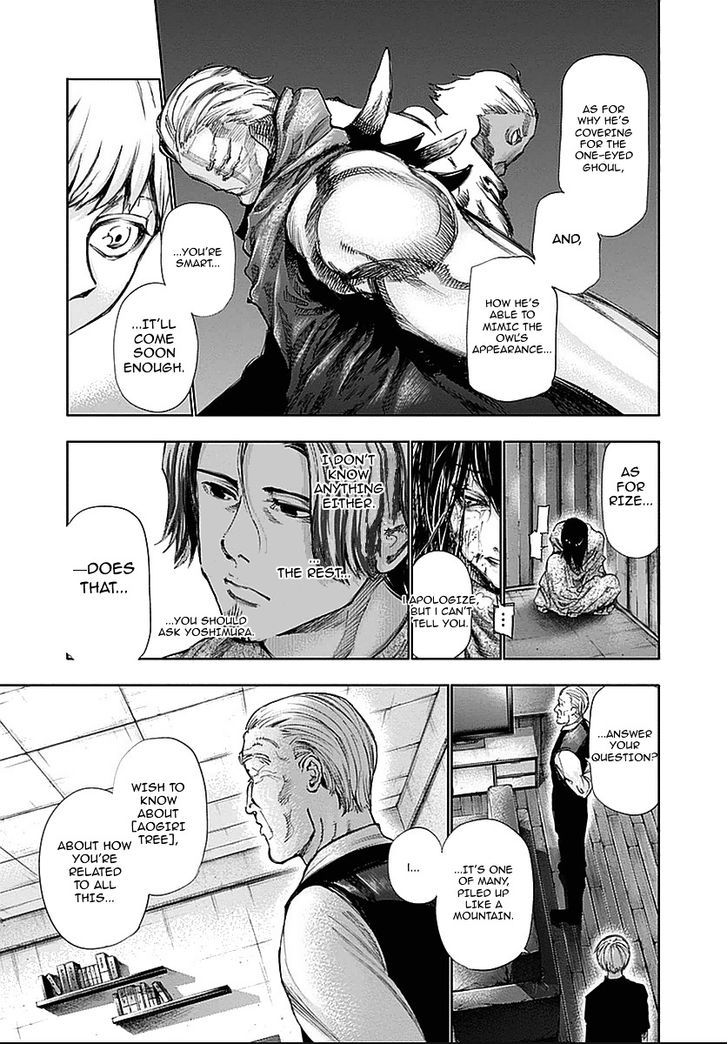 AS FOR
WHY HE'S
COVERING
FOR THE
ONE-EYED
GHOUL,
AND,
HOW HE'S
ABLE TO
MIMIC THE
OWL'S
APPEARANCE...
...YOU'RE
SMART...
...IT'LL
COME
SOON
ENOUGH.
AS
FOR
RIZE...
...
I APOLOGIZE,
BUT I CAN'T
TELL YOU.
I DON'T
KNOW
ANYTHING
EITHER.
...
THE REST...
...YOU SHOULD
ASK YOSHIMURA.
—DOES
THAT...
...ANSWER
YOUR
QUESTION?
...IT'S ONE
OF MANY,
PILED UP
LIKE A
MOUNTAIN.
I...
WISH TO
KNOW
ABOUT
[AOGIRI
TREE],
ABOUT HOW
YOU'RE
RELATED
TO ALL
THIS...